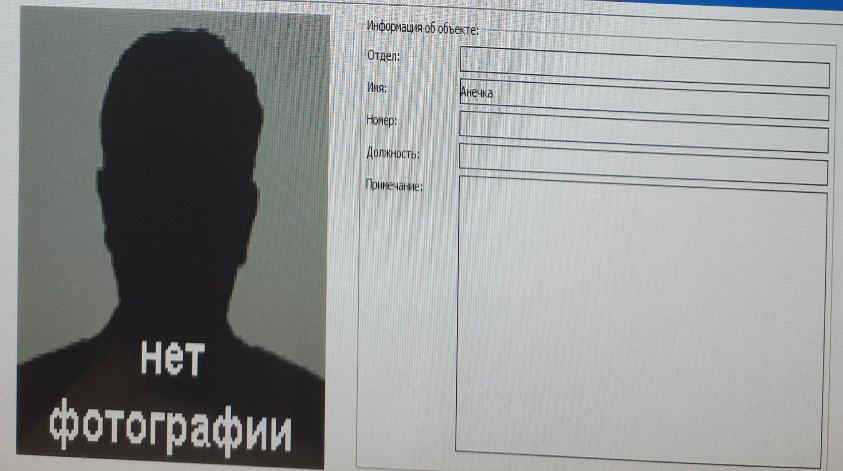 нет
фотографии
Информация об объекте:
Отдел:
Имя: Анечка
Номер:
Должность:
Примечание: